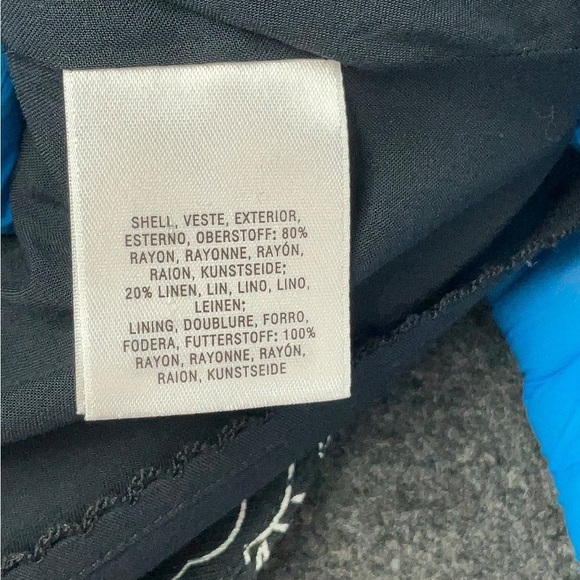 SHELL, VESTE, EXTERIOR,
ESTERNO, OBERSTOFF: 80%
RAYON, RAYONNE, RAYÓN,
RAION, KUNSTSEIDE;
20% LINEN, LIN, LINO, LINO,
LEINEN;
LINING, DOUBLURE, FORRO,
FODERA, FUTTERSTOFF: 100%
RAYON, RAYONNE, RAYÓN,
RAION, KUNSTSEIDE